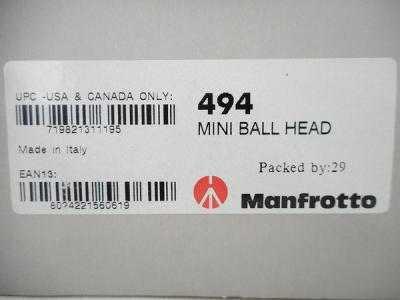 UPC -USA & CANADA ONLY:
719821311195
Made in Italy
EAN13:
8024221560619
494
MINI BALL HEAD
Packed by:29
Manfrotto